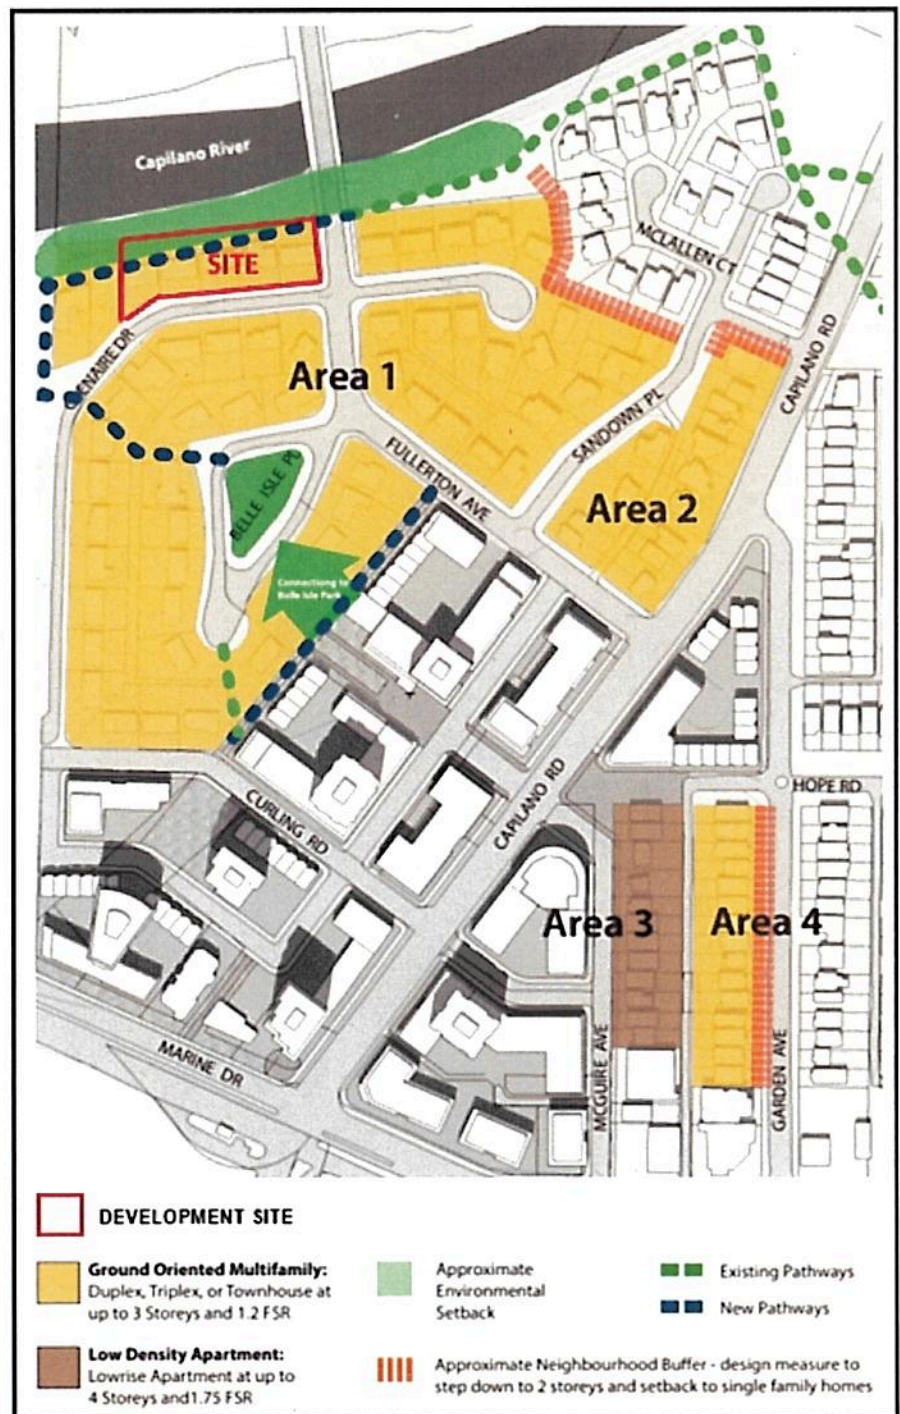 Capilano River
SITE
MCLALLEN CT
CAPILANO RD
GLENAIRE DR
Area 1
SANDOWN PL
FULLERTON AVE
BELLE ISLE PL
Area 2
Connectiong to
Belle Isle Park
HOPE RD
CURLING RD
CAPILANO RD
Area 3
Area 4
MARINE DR
MCGUIRE AVE
GARDEN AVE
DEVELOPMENT SITE
Ground Oriented Multifamily:
Duplex, Triplex, or Townhouse at
up to 3 Storeys and 1.2 FSR
Low Density Apartment:
Lowrise Apartment at up to
4 Storeys and1.75 FSR
Approximate
Environmental
Setback
Existing Pathways
New Pathways
Approximate Neighbourhood Buffer - design measure to
step down to 2 storeys and setback to single family homes